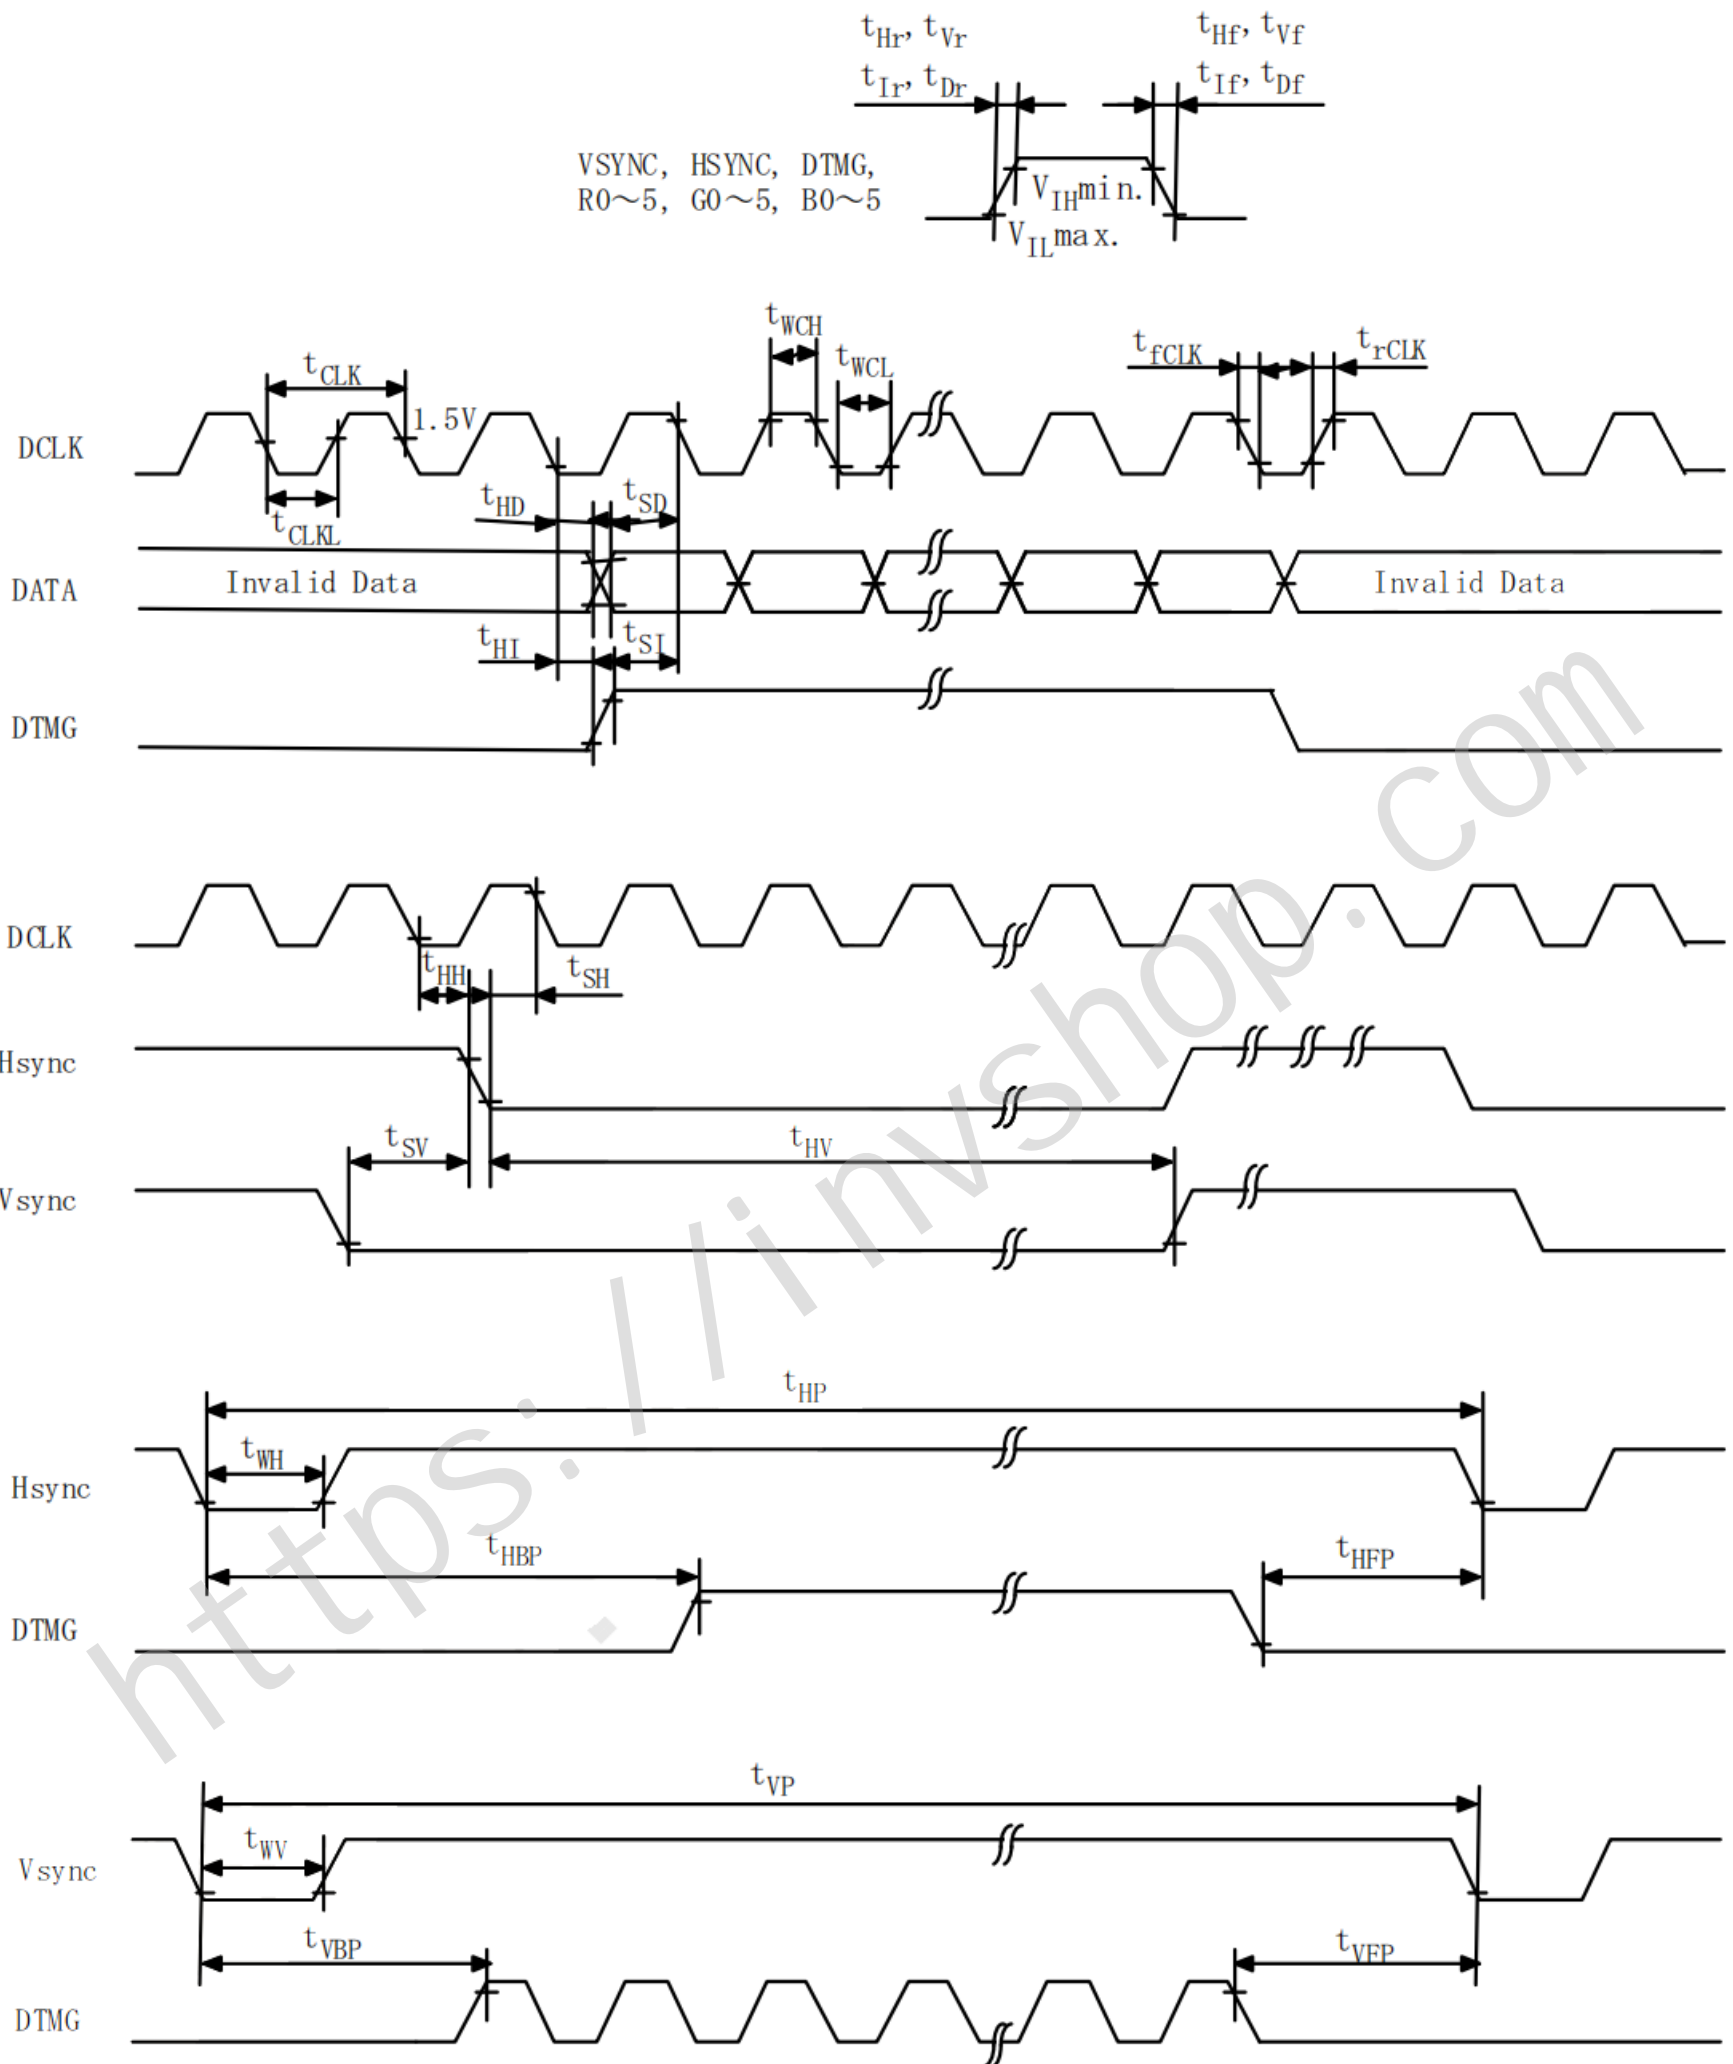 tHr, tVr
tHf, tVf
tIr, tDr
tIf, tDf
VSYNC, HSYNC, DTMG,
R0～5, G0～5, B0～5
VIHmin.
VILmax.
tWCH
tfCLK
trCLK
tCLK
tWCL
1.5V
DCLK
tHD
tSD
tCLKL
DATA
Invalid Data
Invalid Data
tHI
tSI
DTMG
DCLK
tHH
tSH
Hsync
tSV
tHV
Vsync
tHP
tWH
Hsync
tHBP
tHFP
DTMG
tVP
tWV
Vsync
tVBP
tVFP
DTMG
https://invshop.com